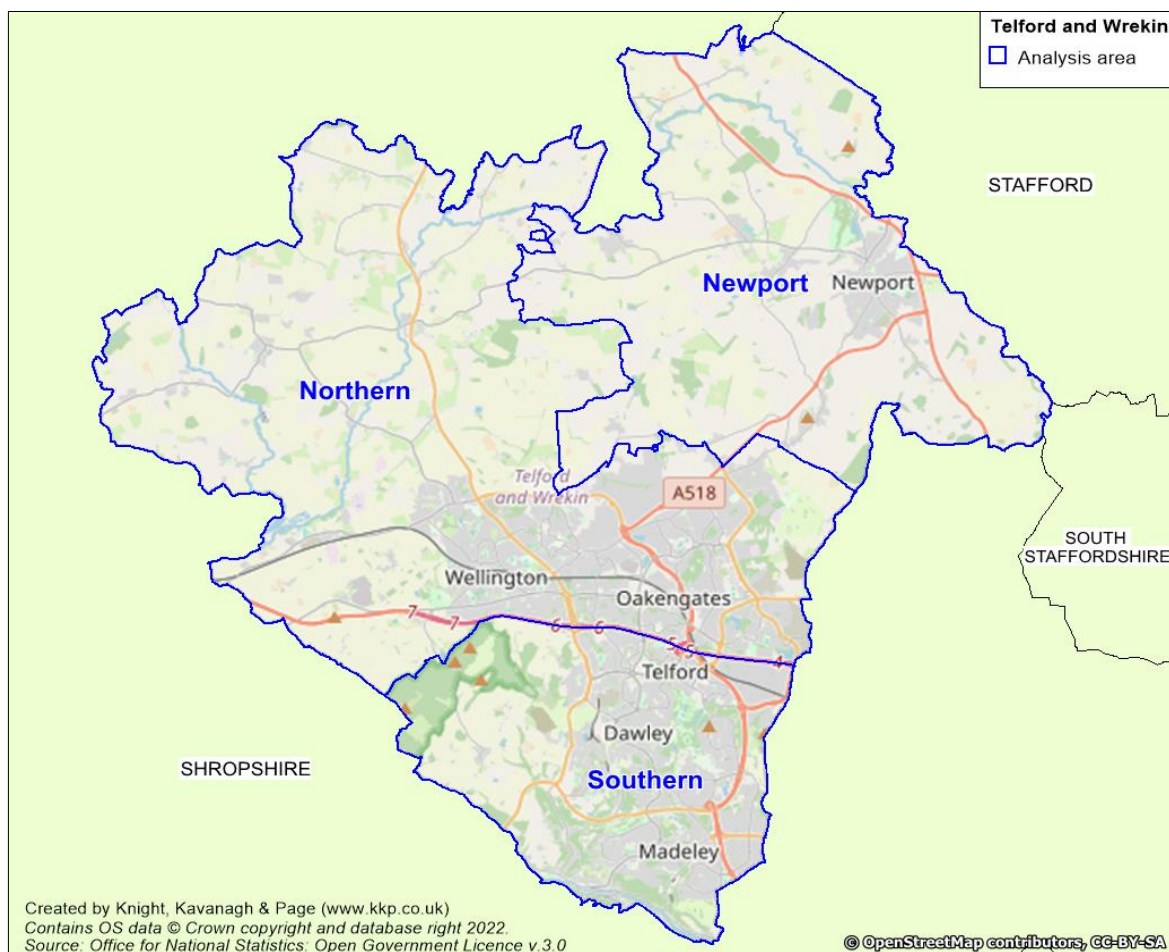 Telford and Wrekin
Analysis area
STAFFORD
Newport
Newport
Northern
Telford
and Wrekin
A518
SOUTH
STAFFORDSHIRE
Wellington
Oakengates
7
7
6
6
5
5
4
Telford
Dawley
SHROPSHIRE
Southern
Madeley
Created by Knight, Kavanagh & Page (www.kkp.co.uk)
Contains OS data © Crown copyright and database right 2022.
Source: Office for National Statistics: Open Government Licence v.3.0
© OpenStreetMap contributors, CC-BY-SA